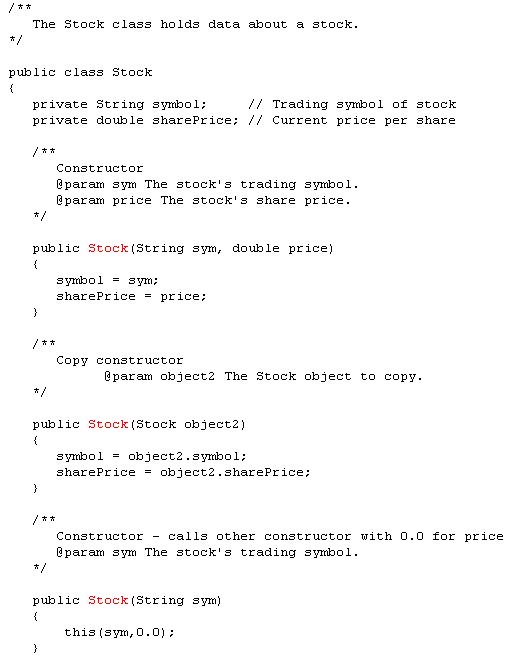 /**
   The Stock class holds data about a stock.
*/

public class Stock
{
   private String symbol;     // Trading symbol of stock
   private double sharePrice; // Current price per share

   /**
      Constructor
      @param sym The stock's trading symbol.
      @param price The stock's share price.
   */

   public Stock(String sym, double price)
   {
      symbol = sym;
      sharePrice = price;
   }

   /**
      Copy constructor
            @param object2 The Stock object to copy.
   */

   public Stock(Stock object2)
   {
      symbol = object2.symbol;
      sharePrice = object2.sharePrice;
   }

   /**
      Constructor - calls other constructor with 0.0 for price
      @param sym The stock's trading symbol.
   */

   public Stock(String sym)
   {
       this(sym,0.0);
   }